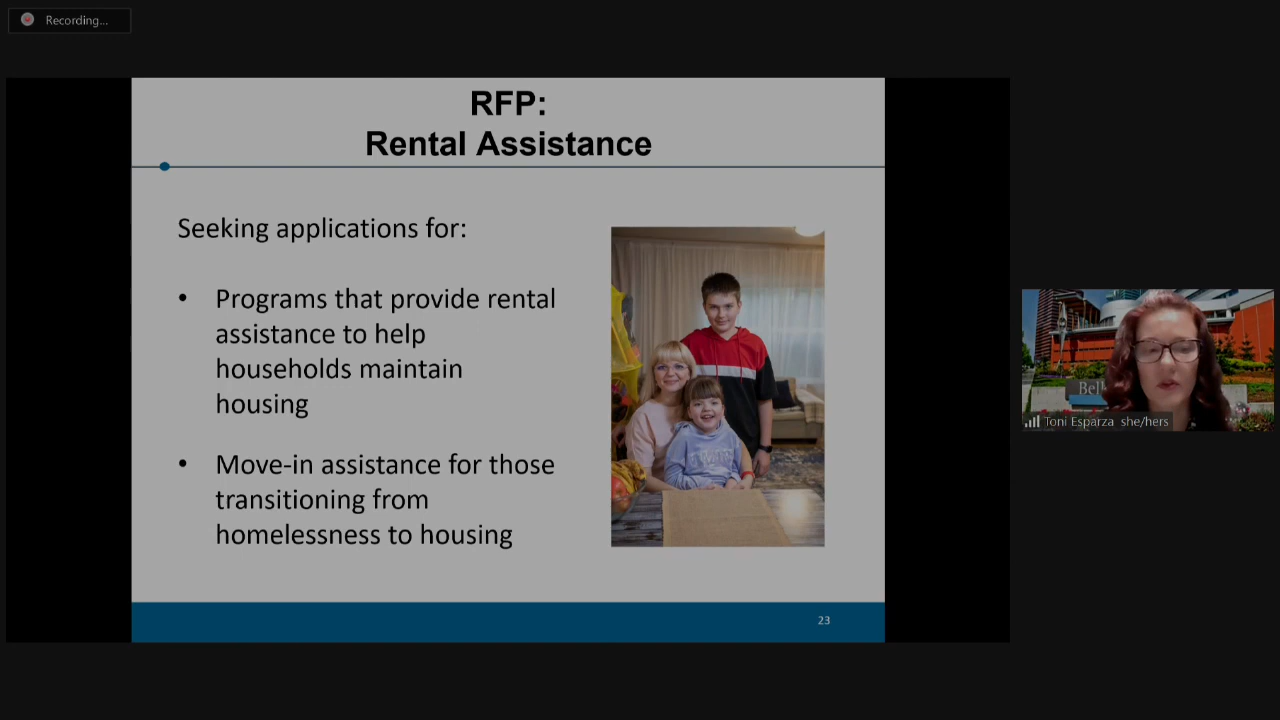 Recording...
RFP:
Rental Assistance
Seeking applications for:
• Programs that provide rental
assistance to help
households maintain
housing
• Move-in assistance for those
transitioning from
homelessness to housing
23
Bell
Toni Esparza she/hers